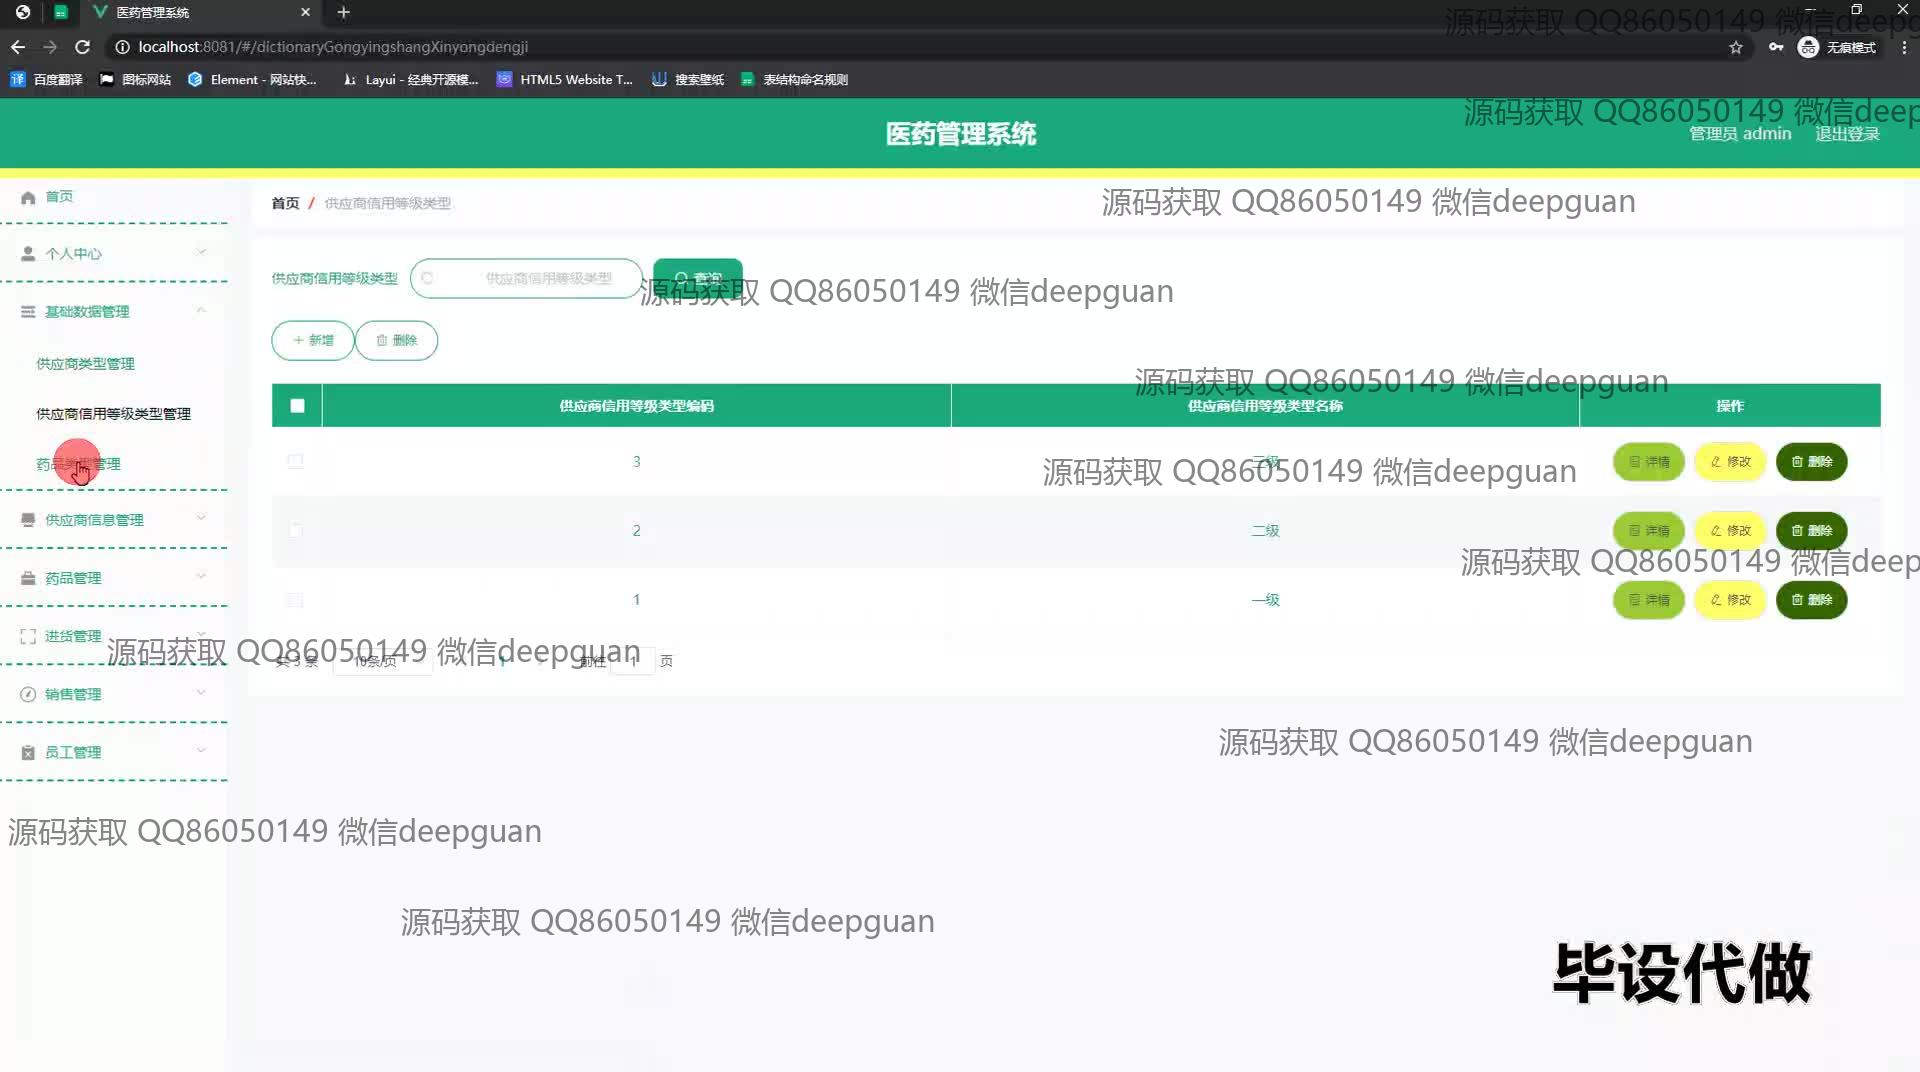 医药管理系统
localhost:8081/#/dictionaryGongyingshangXinyongdengji
无痕模式
百度翻译 图标网站 Element - 网站快... Layui - 经典开源模... HTML5 Website T... 搜索壁纸 表结构命名规则
源码获取 QQ86050149 微信deepg
医药管理系统
源码获取 QQ86050149 微信deep
管理员 admin 退出登录
首页
个人中心
基础数据管理
供应商类型管理
供应商信用等级类型管理
药品类型管理
供应商信息管理
药品管理
进货管理
销售管理
员工管理
首页 / 供应商信用等级类型
源码获取 QQ86050149 微信deepguan
供应商信用等级类型 供应商信用等级类型 查询
源码获取 QQ86050149 微信deepguan
新增 删除
源码获取 QQ86050149 微信deepguan
供应商信用等级类型编码 供应商信用等级类型名称 操作
3 三级 详情 修改 删除
源码获取 QQ86050149 微信deepguan
2 二级 详情 修改 删除
源码获取 QQ86050149 微信deep
1 一级 详情 修改 删除
源码获取 QQ86050149 微信deepguan
共 3 条 10条/页 1 前往 1 页
源码获取 QQ86050149 微信deepguan
源码获取 QQ86050149 微信deepguan
源码获取 QQ86050149 微信deepguan
毕设代做